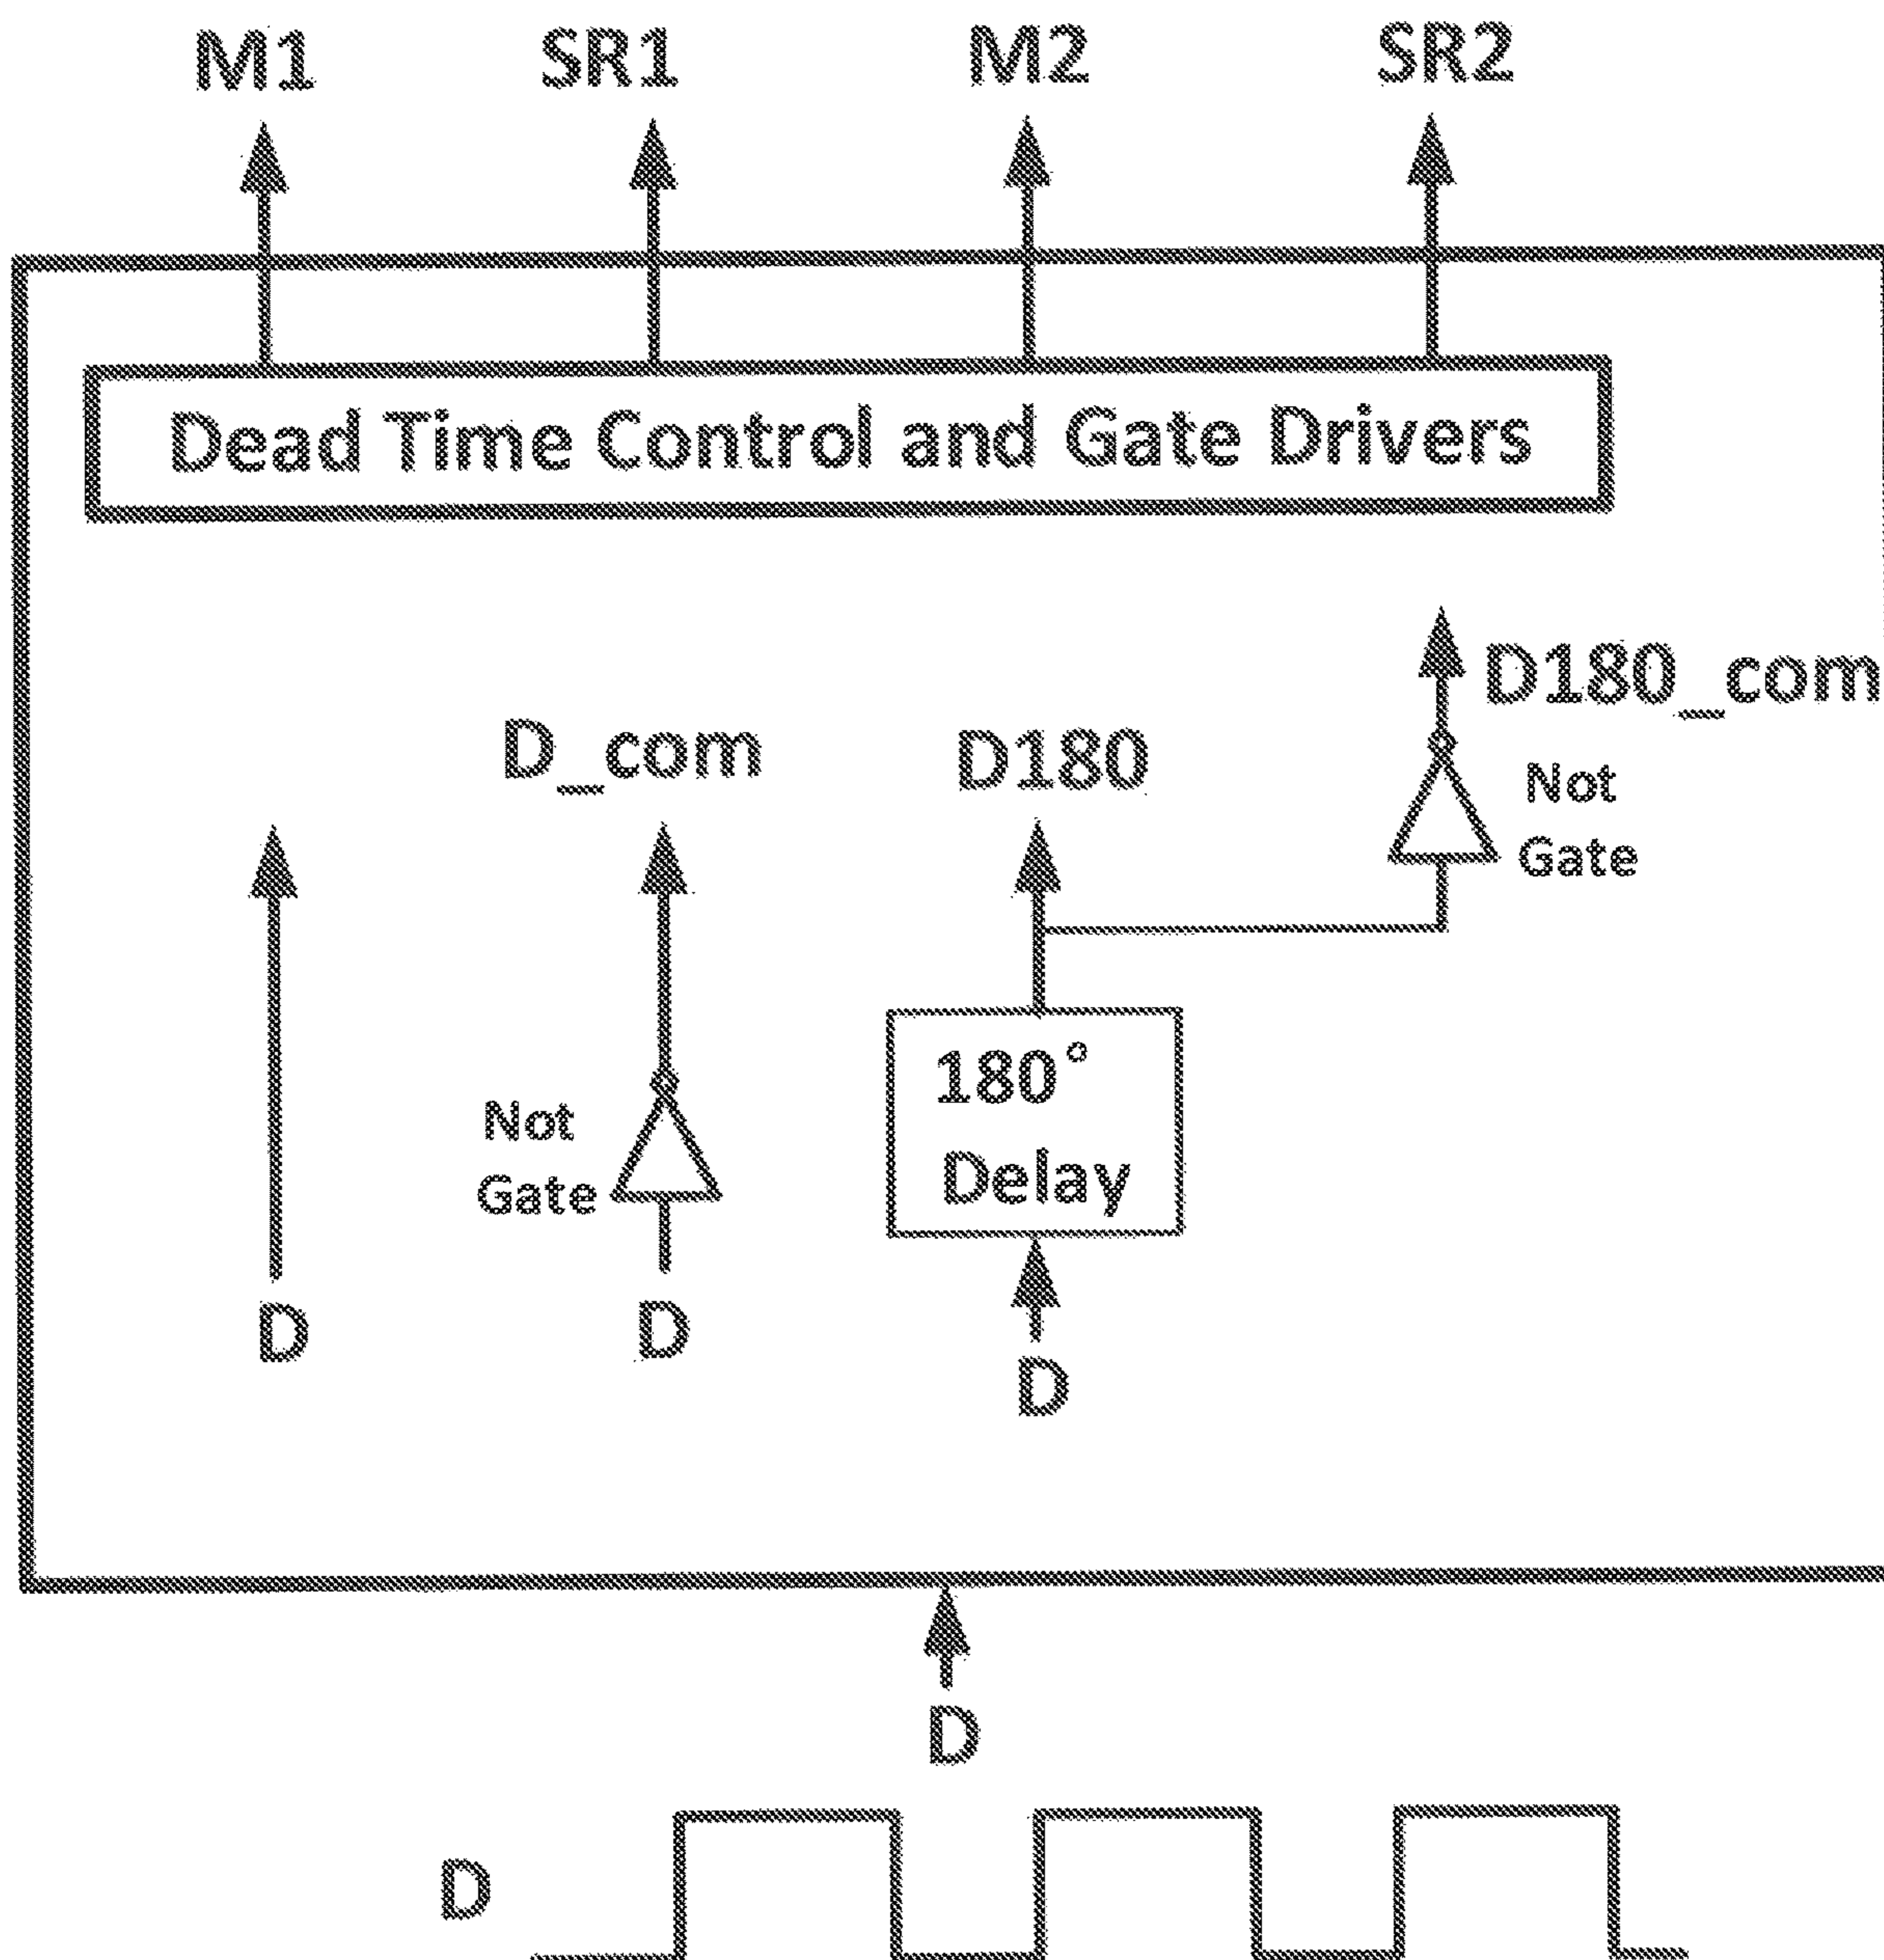 M1 SR1 M2 SR2
Dead Time Control and Gate Drivers
D180_com
D_com D180
Not
Gate
180°
Delay
Not
Gate
D D
D
D
D